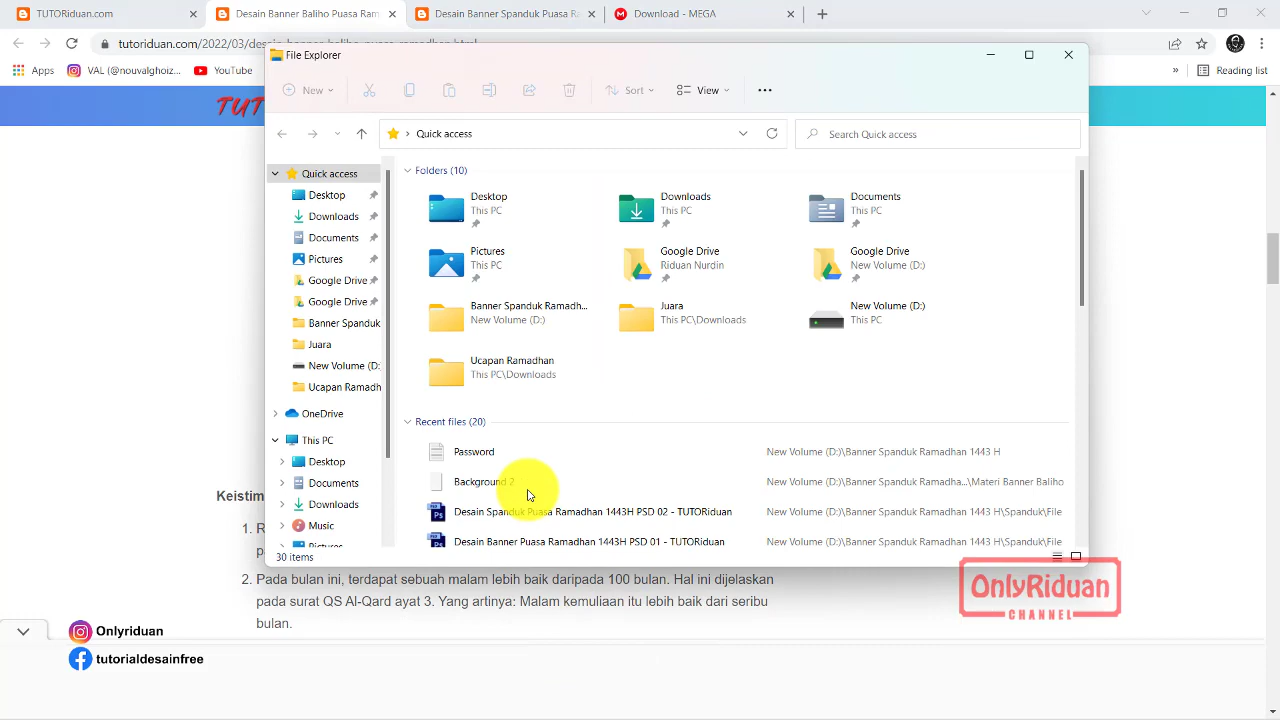 TUTORiduan.com
Desain Banner Baliho Puasa Ram
Desain Banner Spanduk Puasa Ra
Download - MEGA
tutoriduan.com/2022/03/desain-banner-baliho-puasa-ramadhan.html
Apps
VAL (@nouvalghoiz...
YouTube
»
Reading list
TUT
File Explorer
New
Sort
View
Quick access
Search Quick access
Quick access
Desktop
Downloads
Documents
Pictures
Google Drive
Google Drive
Banner Spanduk
Juara
New Volume (D:)
Ucapan Ramadh
OneDrive
This PC
Desktop
Documents
Downloads
Music
Pictures
Folders (10)
Desktop
This PC
Downloads
This PC
Documents
This PC
Pictures
This PC
Google Drive
Riduan Nurdin
Google Drive
New Volume (D:)
Banner Spanduk Ramadh...
New Volume (D:)
Juara
This PC\Downloads
New Volume (D:)
This PC
Ucapan Ramadhan
This PC\Downloads
Recent files (20)
Password
New Volume (D:)\Banner Spanduk Ramadhan 1443 H
Background 2
New Volume (D:)\Banner Spanduk Ramadha...\Materi Banner Baliho
Desain Spanduk Puasa Ramadhan 1443H PSD 02 - TUTORiduan
New Volume (D:)\Banner Spanduk Ramadhan 1443 H\Spanduk\File
Desain Banner Puasa Ramadhan 1443H PSD 01 - TUTORiduan
New Volume (D:)\Banner Spanduk Ramadhan 1443 H\Spanduk\File
30 items
Keistim
1. R
p
2. Pada bulan ini, terdapat sebuah malam lebih baik daripada 100 bulan. Hal ini dijelaskan
pada surat QS Al-Qard ayat 3. Yang artinya: Malam kemuliaan itu lebih baik dari seribu
bulan.
OnlyRiduan
CHANNEL
Onlyriduan
tutorialdesainfree